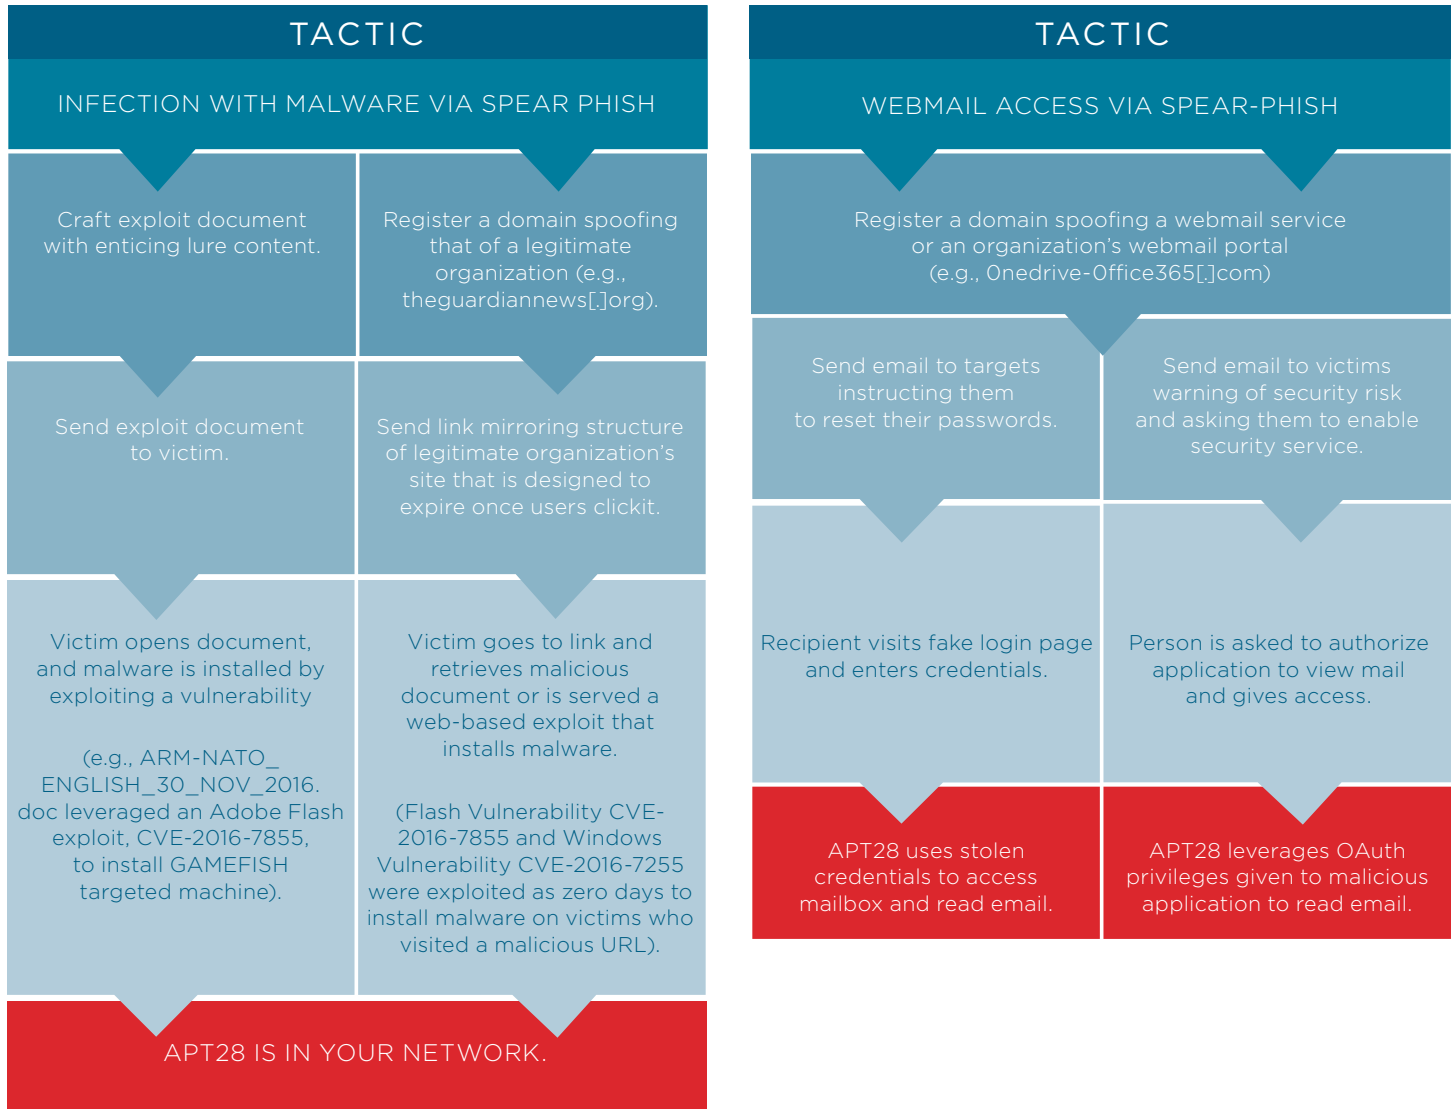 TACTIC
INFECTION WITH MALWARE VIA SPEAR PHISH
Craft exploit document
with enticing lure content.
Send exploit document
to victim.
Victim opens document,
and malware is installed by
exploiting a vulnerability
(e.g., ARM-NATO_
ENGLISH_30_NOV_2016.
doc leveraged an Adobe Flash
exploit, CVE-2016-7855,
to install GAMEFISH
targeted machine).
Register a domain spoofing
that of a legitimate
organization (e.g.,
theguardiannews[.]org).
Send link mirroring structure
of legitimate organization's
site that is designed to
expire once users clickit.
Victim goes to link and
retrieves malicious
document or is served a
web-based exploit that
installs malware.
(Flash Vulnerability CVE-
2016-7855 and Windows
Vulnerability CVE-2016-7255
were exploited as zero days to
install malware on victims who
visited a malicious URL).
APT28 IS IN YOUR NETWORK.
TACTIC
WEBMAIL ACCESS VIA SPEAR-PHISH
Register a domain spoofing a webmail service
or an organization's webmail portal
(e.g., 0nedrive-0ffice365[.]com)
Send email to targets
instructing them
to reset their passwords.
Recipient visits fake login page
and enters credentials.
APT28 uses stolen
credentials to access
mailbox and read email.
Send email to victims
warning of security risk
and asking them to enable
security service.
Person is asked to authorize
application to view mail
and gives access.
APT28 leverages OAuth
privileges given to malicious
application to read email.